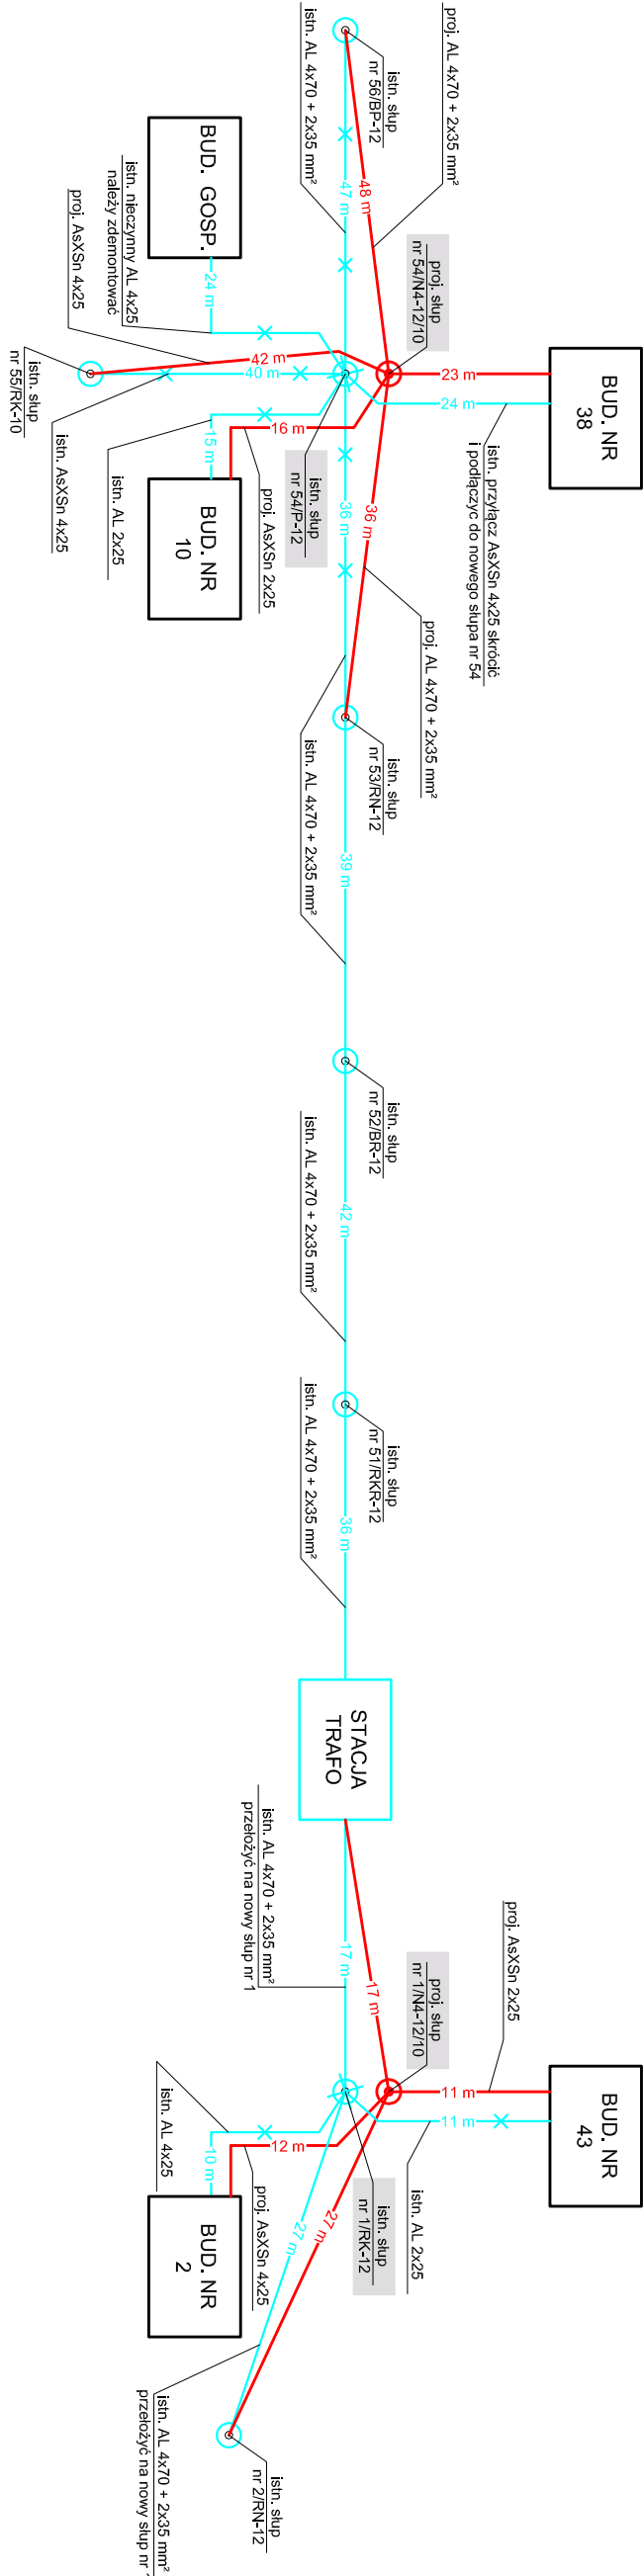 istn. słup
nr 56/BP-12
proj. AL 4x70 + 2x35 mm²
istn. AL 4x70 + 2x35 mm²
48 m
47 m
BUD. GOSP.
istn. nieczynny AL 4x25
należy zdemontować
24 m
proj. AsXSn 4x25
proj. słup
nr 54/N4-12/10
BUD. NR
38
23 m
24 m
istn. przyłącz AsXSn 4x25 skrócić
i podłączyc do nowego słupa nr 54
42 m
40 m
istn. słup
nr 55/RK-10
istn. AsXSn 4x25
istn. AL 2x25
15 m
16 m
istn. słup
nr 54/P-12
BUD. NR
10
proj. AsXSn 2x25
36 m
36 m
proj. AL 4x70 + 2x35 mm²
istn. słup
nr 53/RN-12
istn. AL 4x70 + 2x35 mm²
39 m
istn. słup
nr 52/BR-12
istn. AL 4x70 + 2x35 mm²
42 m
istn. słup
nr 51/RKR-12
istn. AL 4x70 + 2x35 mm²
36 m
STACJA
TRAFO
istn. AL 4x70 + 2x35 mm²
przełożyć na nowy słup nr 1
17 m
17 m
proj. słup
nr 1/N4-12/10
proj. AsXSn 2x25
BUD. NR
43
11 m
11 m
istn. AL 2x25
istn. słup
nr 1/RK-12
istn. AL 4x25
10 m
12 m
proj. AsXSn 4x25
BUD. NR
2
27 m
27 m
istn. AL 4x70 + 2x35 mm²
przełożyć na nowy słup nr
istn. słup
nr 2/RN-12